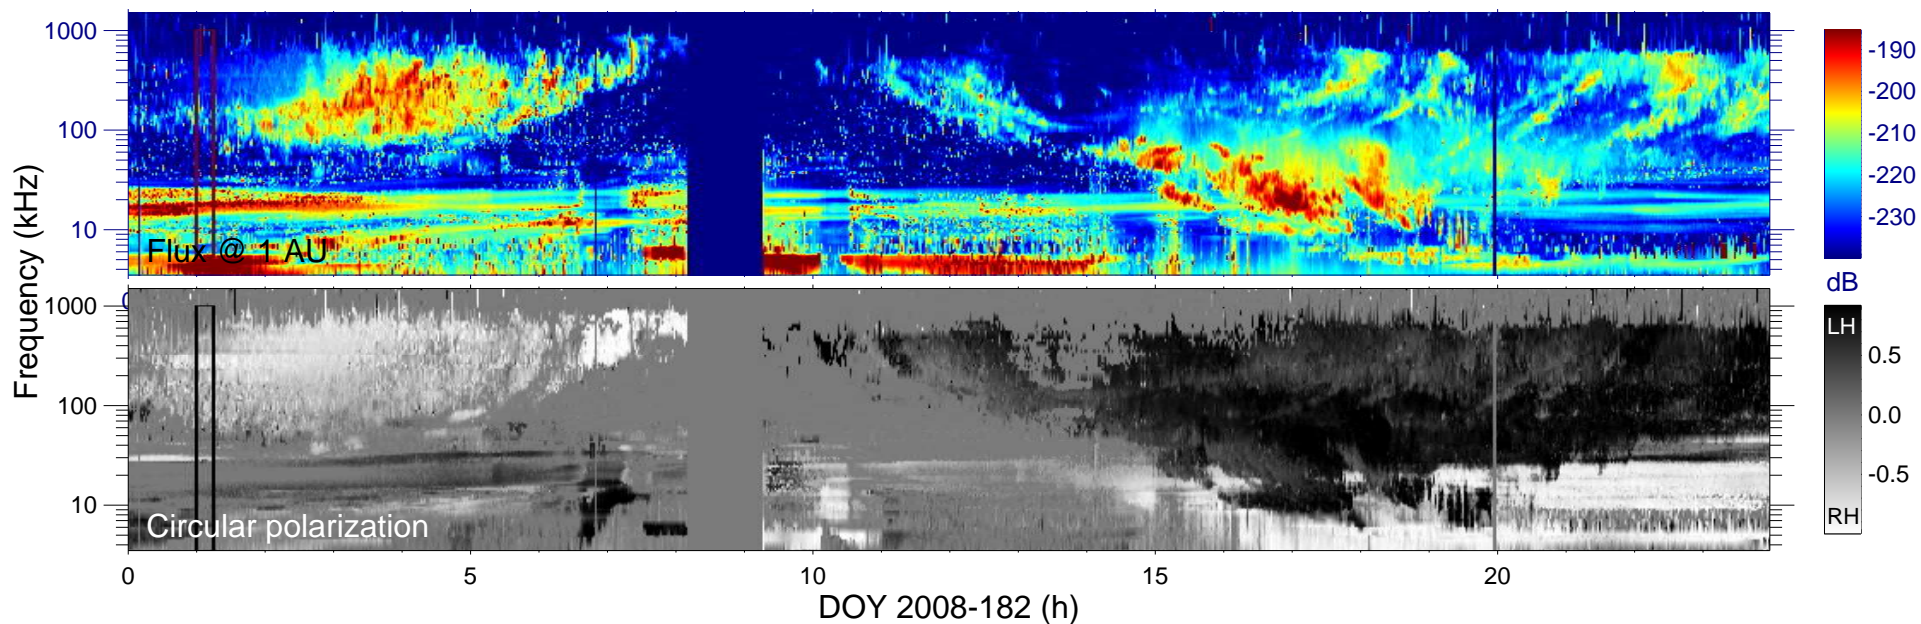 1000
100
10
Flux @ 1 AU
-190
-200
-210
-220
-230
dB
0
Frequency (kHz)
1000
100
10
Circular polarization
LH
0.5
0.0
-0.5
RH
0 5 10 15 20
DOY 2008-182 (h)